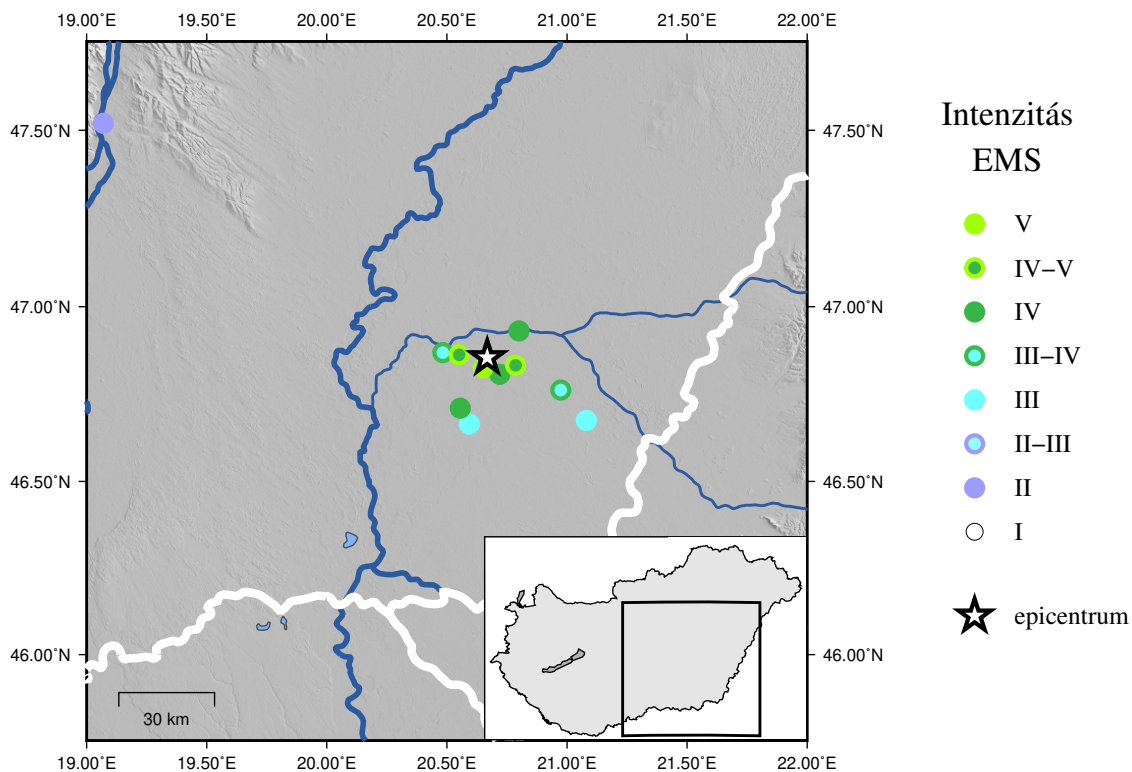 19.00°E 19.50°E 20.00°E 20.50°E 21.00°E 21.50°E 22.00°E
47.50°N 47.50°N
47.00°N 47.00°N
46.50°N 46.50°N
46.00°N 46.00°N
30 km
19.00°E 19.50°E 20.00°E 20.50°E 21.00°E 21.50°E 22.00°E
Intenzitás
EMS
V
IV–V
IV
III–IV
III
II–III
II
I
epicentrum